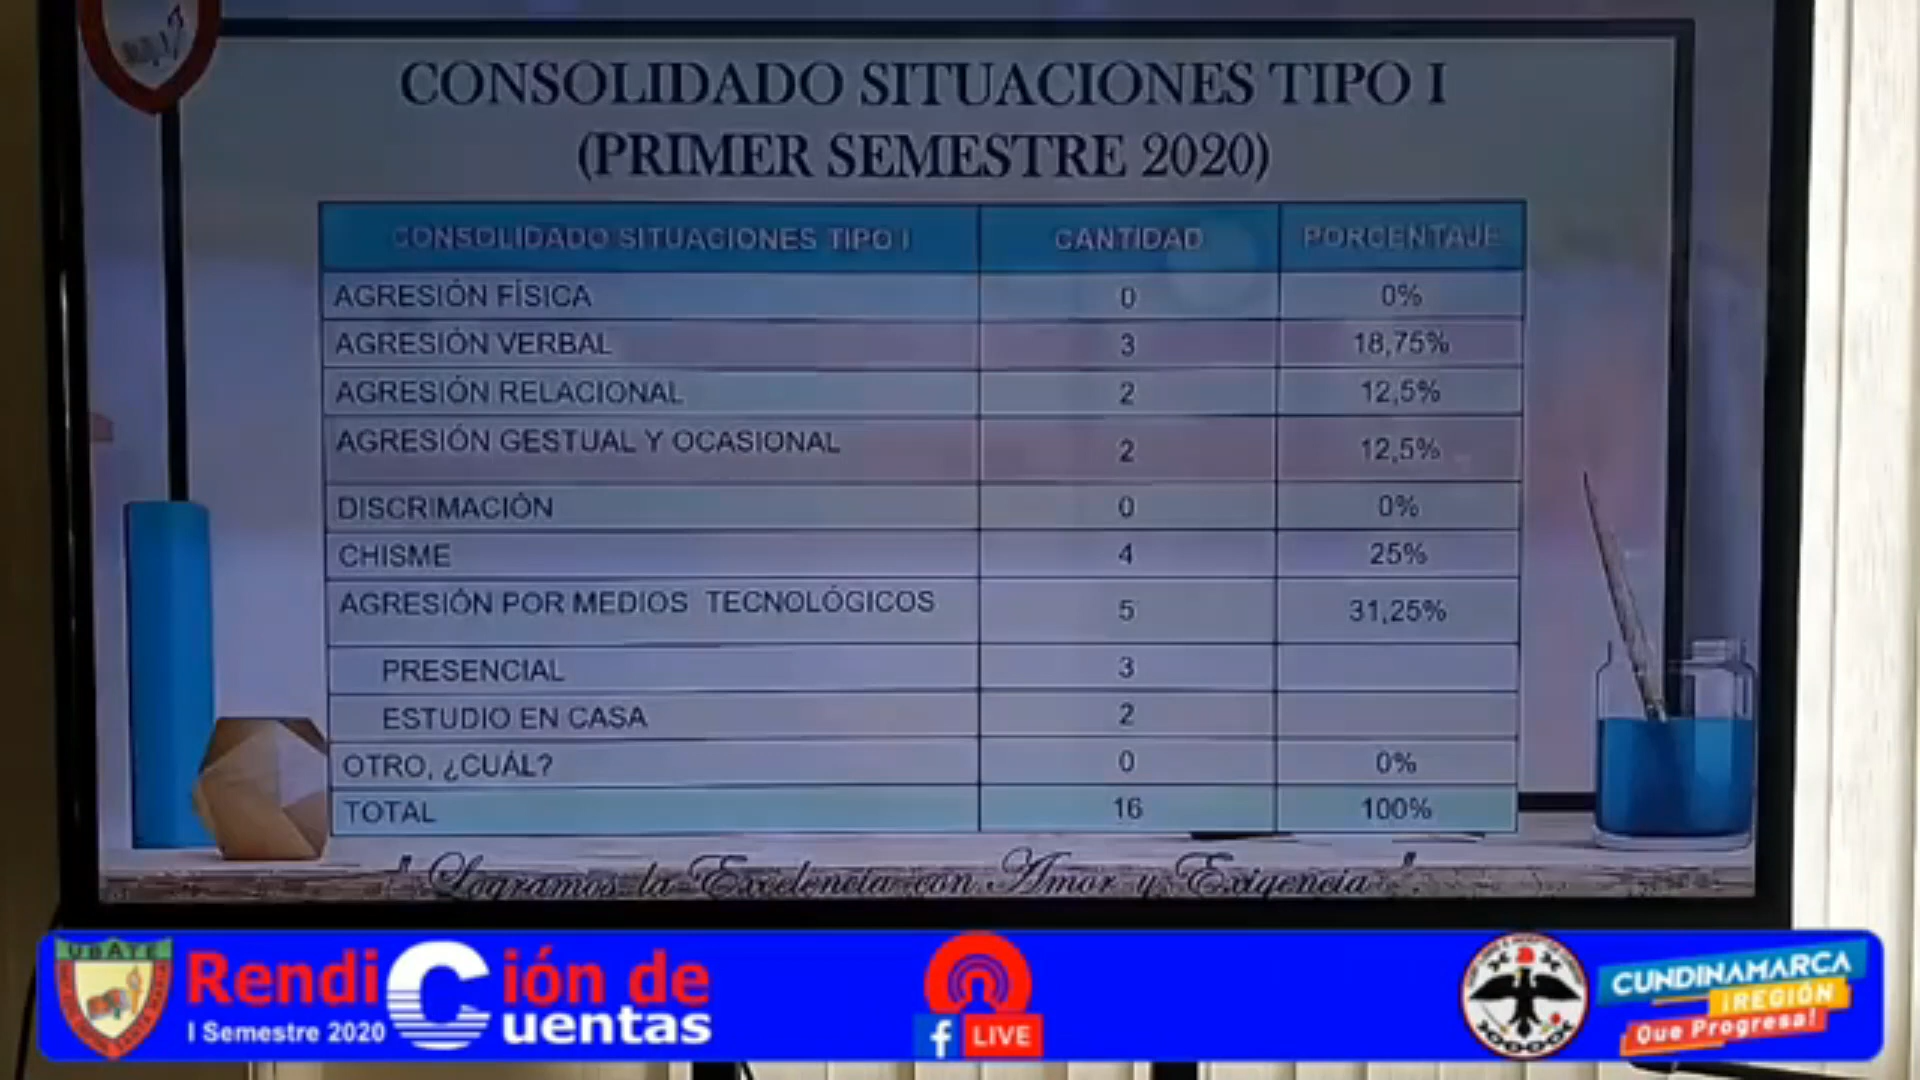 CONSOLIDADO SITUACIONES TIPO I
(PRIMER SEMESTRE 2020)
CONSOLIDADO SITUACIONES TIPO I CANTIDAD PORCENTAJE
AGRESIÓN FÍSICA 0 0%
AGRESIÓN VERBAL 3 18,75%
AGRESIÓN RELACIONAL 2 12,5%
AGRESIÓN GESTUAL Y OCASIONAL 2 12,5%
DISCRIMACIÓN 0 0%
CHISME 4 25%
AGRESIÓN POR MEDIOS TECNOLÓGICOS 5 31,25%
PRESENCIAL 3
ESTUDIO EN CASA 2
OTRO, ¿CUÁL? 0 0%
TOTAL 16 100%
"Logramos la Excelencia con Amor y Exigencia".
UBATE
Rendición de
Cuentas
I Semestre 2020
f LIVE
CUNDINAMARCA
¡REGIÓN
Que Progresa!